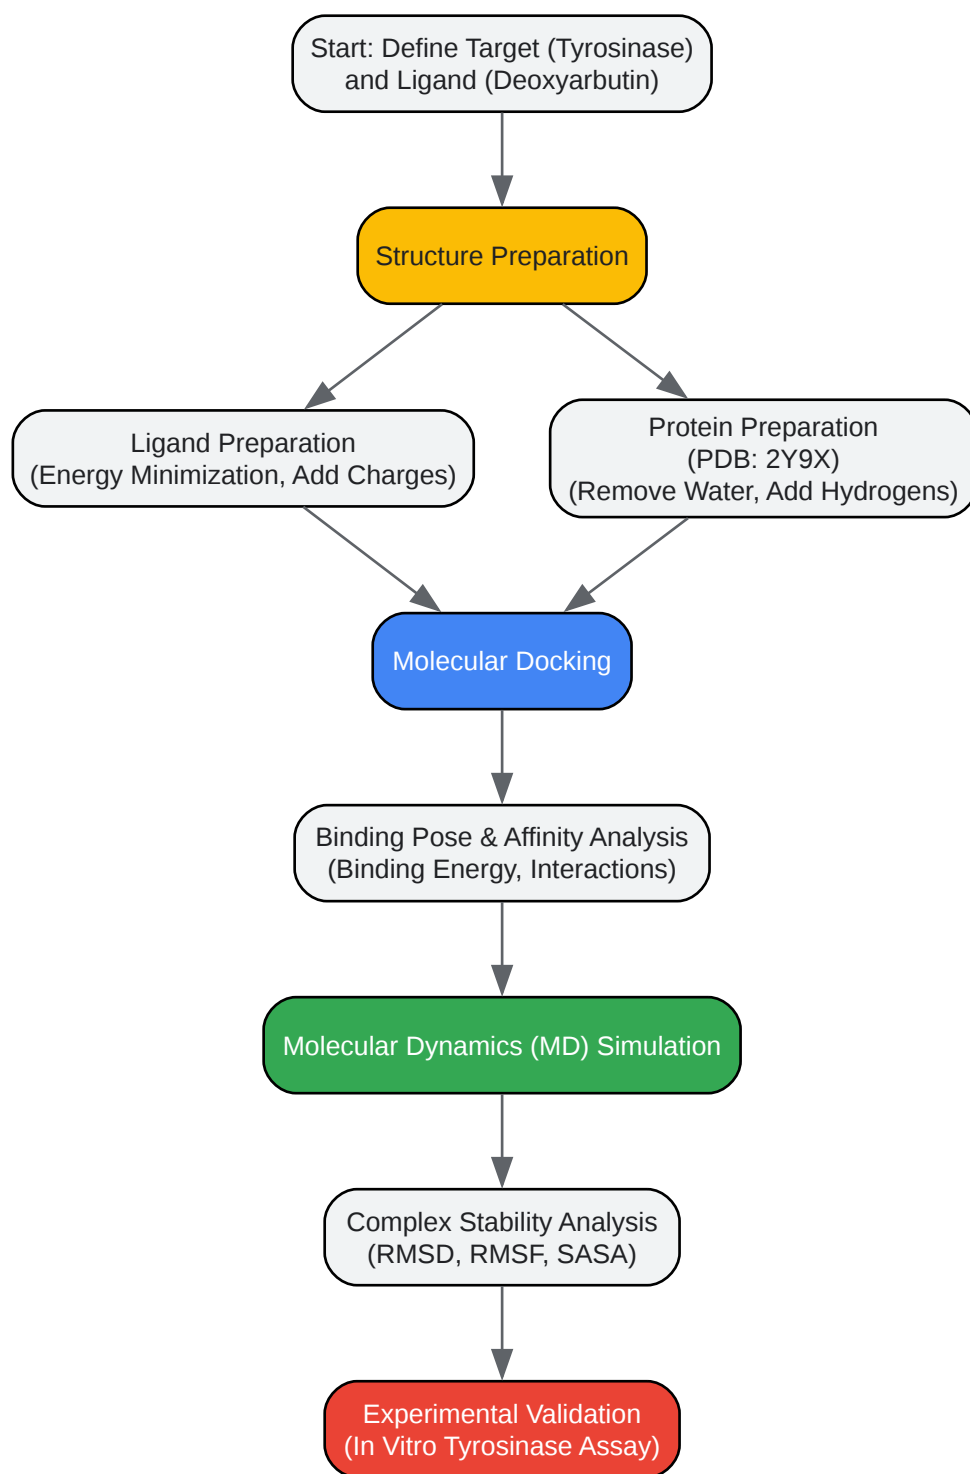 Start: Define Target (Tyrosinase)
and Ligand (Deoxyarbutin)
Structure Preparation
Ligand Preparation
(Energy Minimization, Add Charges)
Protein Preparation
(PDB: 2Y9X)
(Remove Water, Add Hydrogens)
Molecular Docking
Binding Pose & Affinity Analysis
(Binding Energy, Interactions)
Molecular Dynamics (MD) Simulation
Complex Stability Analysis
(RMSD, RMSF, SASA)
Experimental Validation
(In Vitro Tyrosinase Assay)